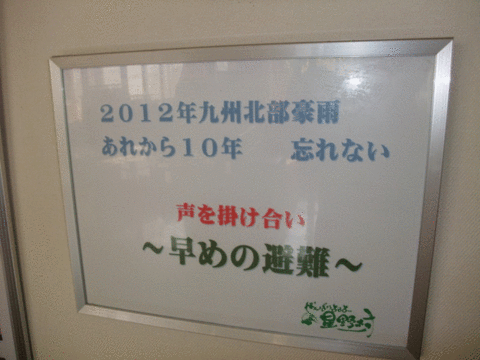 2012年九州北部豪雨
あれから10年　　忘れない
声を掛け合い
～早めの避難～
星野村